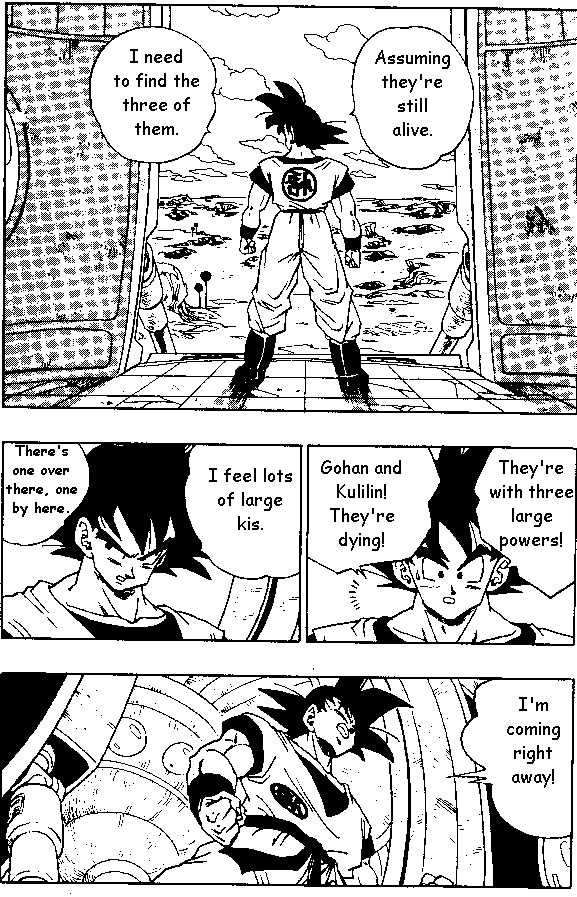 I need
to find the
three of
them.
Assuming
they're
still
alive.
There's
one over
there, one
by here.
I feel lots
of large
kis.
Gohan and
Kulilin!
They're
dying!
They're
with three
large
powers!
I'm
coming
right
away!